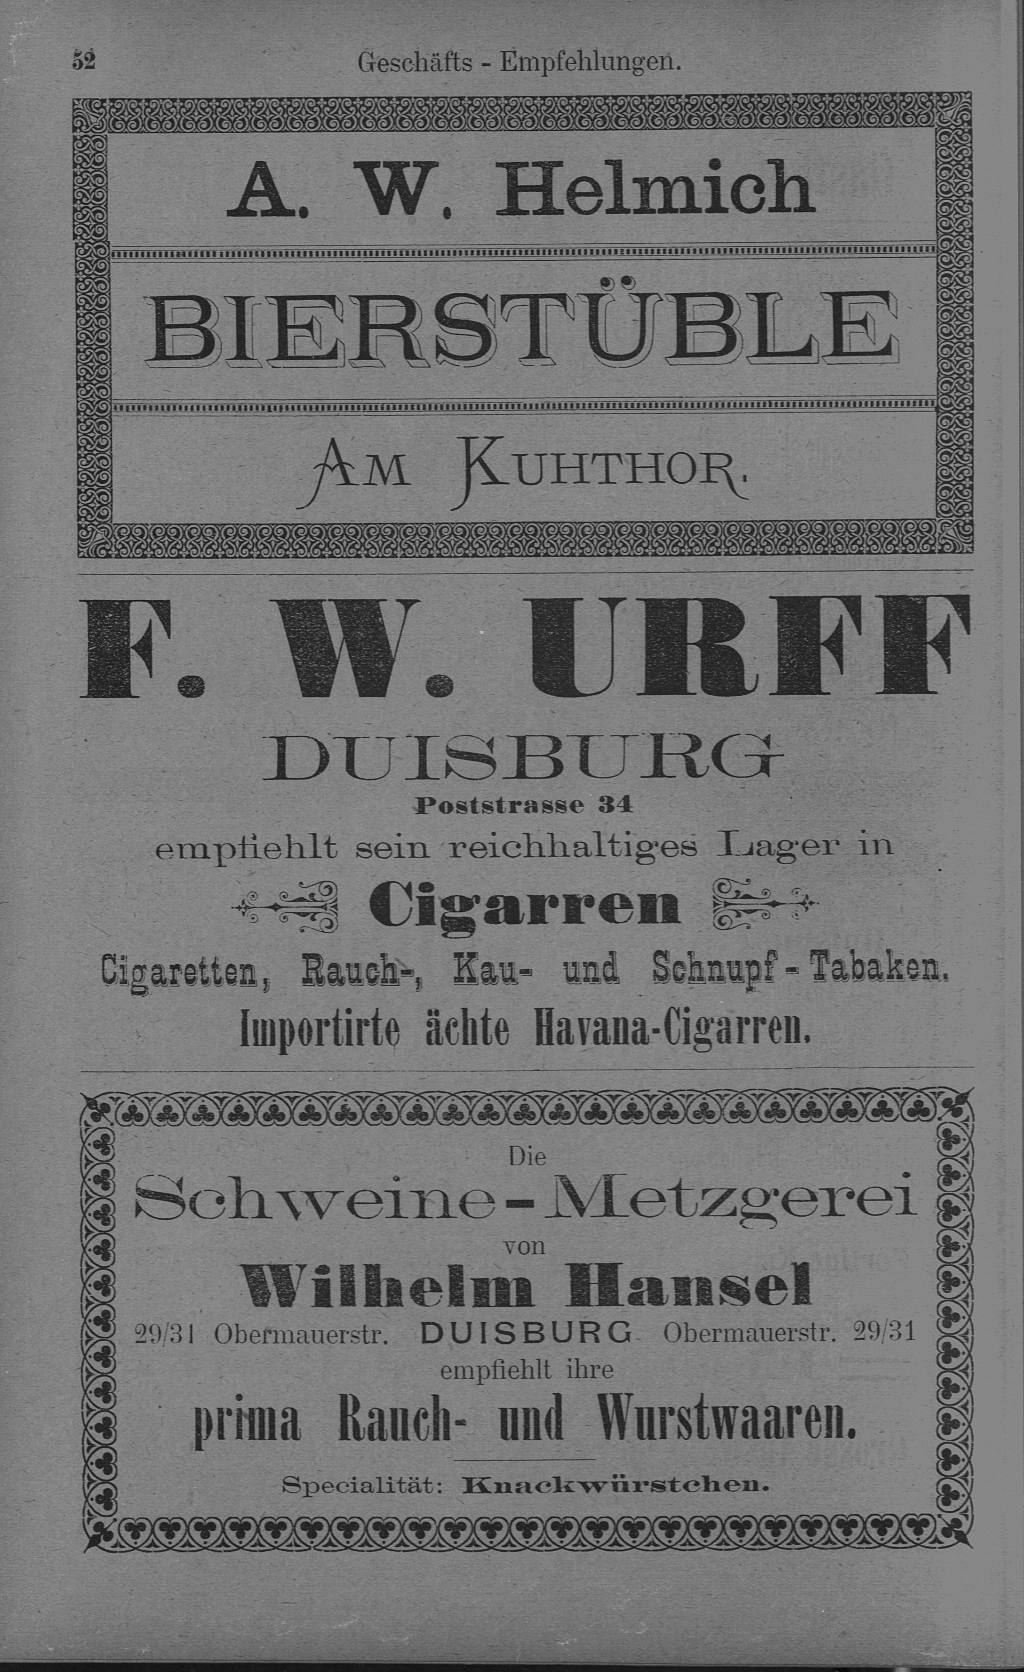 52
Geschäfts - Empfehlungen.
A. W. Helmich
BIERSTÜBLE
AM KUHTHOR.
F. W. URFF
DUISBURG
Poststrasse 34
empfiehlt sein reichhaltiges Lager in
Cigarren
Cigaretten, Rauch-, Kau- und Schnupf - Tabaken.
Importirte ächte Havana-Cigarren.
Die
Schweine-Metzgerei
von
Wilhelm Hansel
29/31 Obermauerstr. DUISBURG Obermauerstr. 29/31
empfiehlt ihre
prima Rauch- und Wurstwaaren.
Specialität: Knackwürstchen.